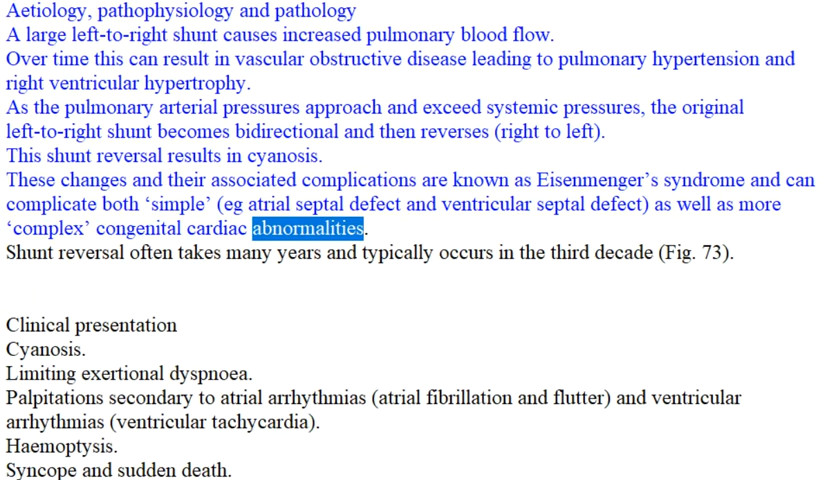 Aetiology, pathophysiology and pathology
A large left-to-right shunt causes increased pulmonary blood flow.
Over time this can result in vascular obstructive disease leading to pulmonary hypertension and
right ventricular hypertrophy.
As the pulmonary arterial pressures approach and exceed systemic pressures, the original
left-to-right shunt becomes bidirectional and then reverses (right to left).
This shunt reversal results in cyanosis.
These changes and their associated complications are known as Eisenmenger’s syndrome and can
complicate both ‘simple’ (eg atrial septal defect and ventricular septal defect) as well as more
‘complex’ congenital cardiac abnormalities.
Shunt reversal often takes many years and typically occurs in the third decade (Fig. 73).
Clinical presentation
Cyanosis.
Limiting exertional dyspnoea.
Palpitations secondary to atrial arrhythmias (atrial fibrillation and flutter) and ventricular
arrhythmias (ventricular tachycardia).
Haemoptysis.
Syncope and sudden death.